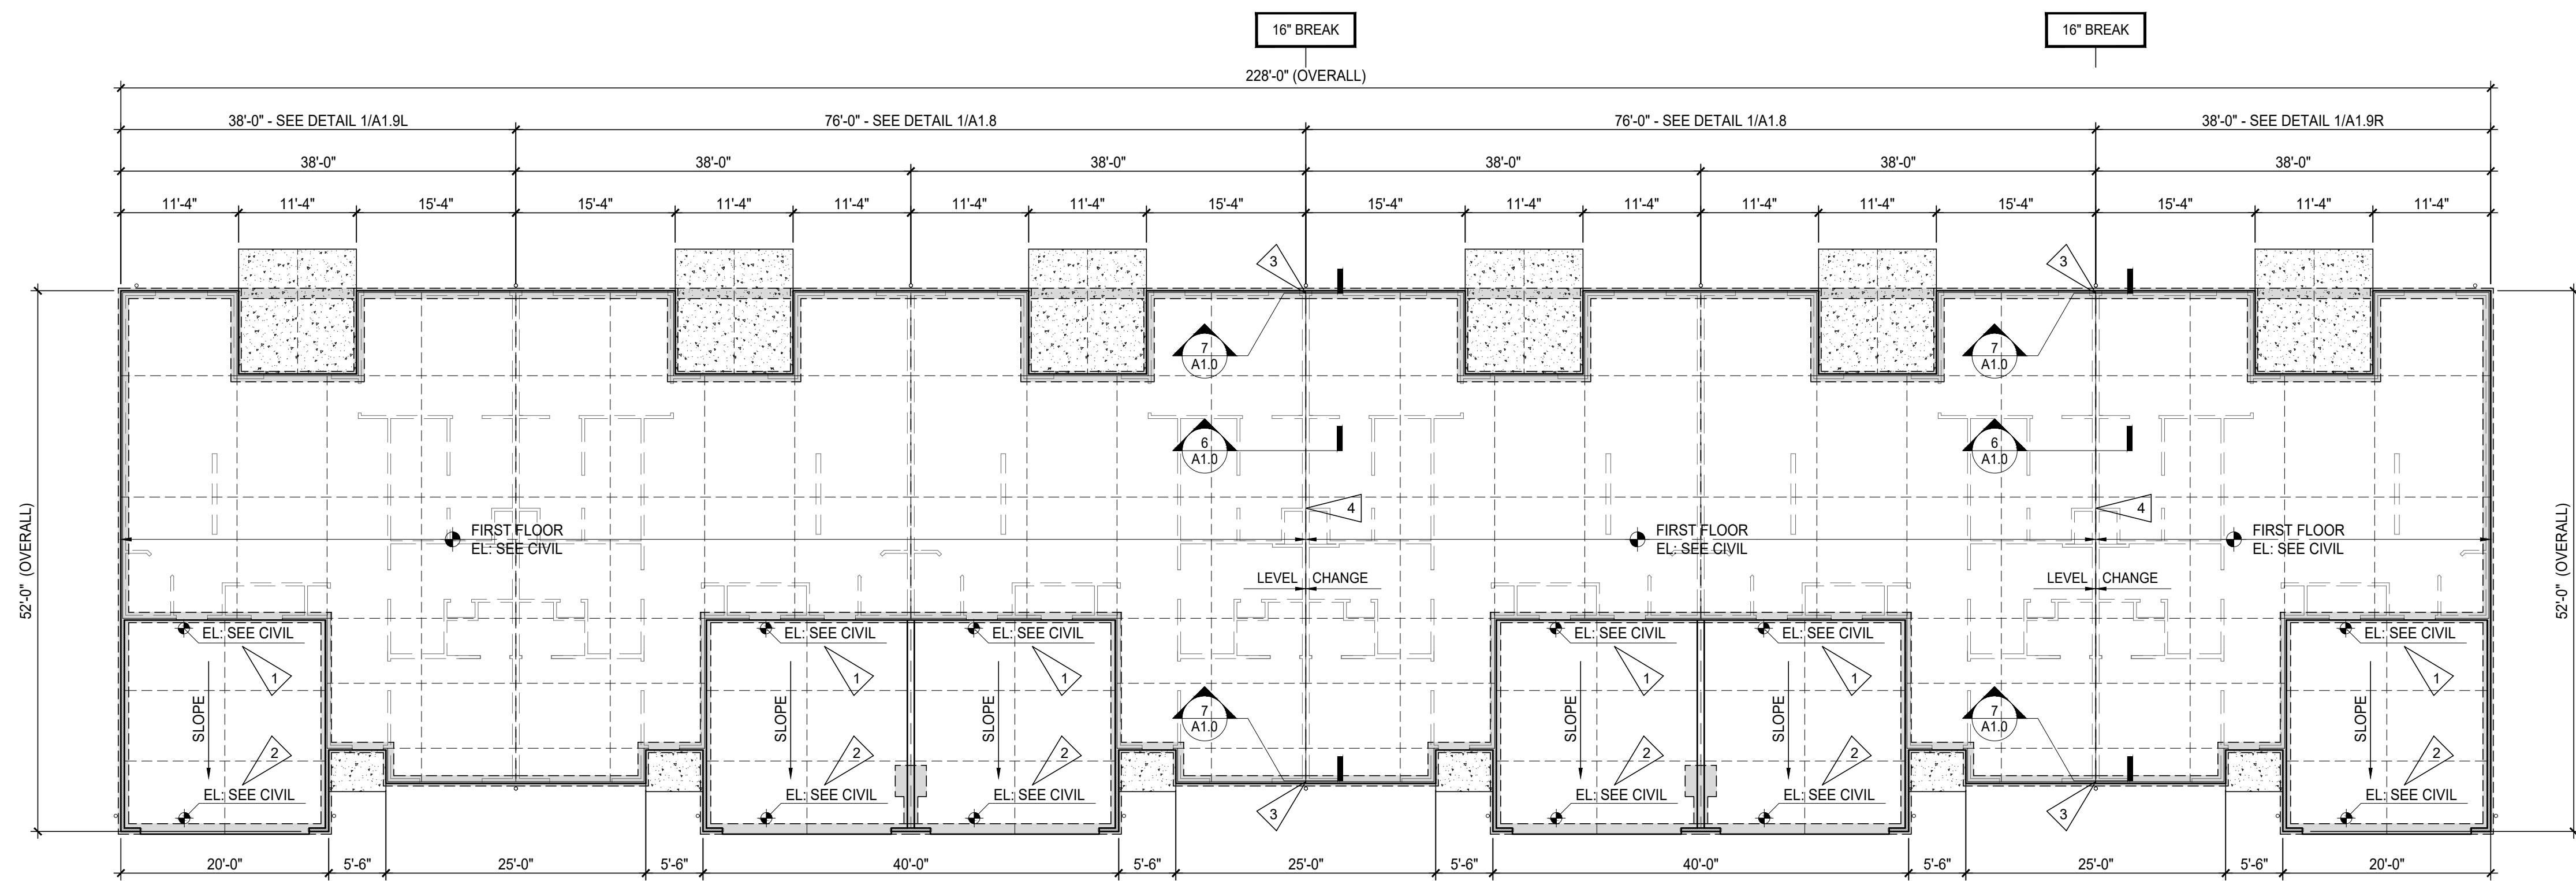 16" BREAK
16" BREAK
228'-0" (OVERALL)
38'-0" - SEE DETAIL 1/A1.9L
76'-0" - SEE DETAIL 1/A1.8
76'-0" - SEE DETAIL 1/A1.8
38'-0" - SEE DETAIL 1/A1.9R
38'-0"
38'-0"
38'-0"
38'-0"
38'-0"
38'-0"
11'-4"
11'-4"
15'-4"
15'-4"
11'-4"
11'-4"
11'-4"
11'-4"
15'-4"
15'-4"
11'-4"
11'-4"
11'-4"
11'-4"
15'-4"
15'-4"
11'-4"
11'-4"
3
3
7
A1.0
7
A1.0
6
A1.0
6
A1.0
4
4
52'-0" (OVERALL)
52'-0" (OVERALL)
FIRST FLOOR
EL: SEE CIVIL
FIRST FLOOR
EL: SEE CIVIL
FIRST FLOOR
EL: SEE CIVIL
LEVEL CHANGE
LEVEL CHANGE
EL: SEE CIVIL
EL: SEE CIVIL
EL: SEE CIVIL
EL: SEE CIVIL
EL: SEE CIVIL
EL: SEE CIVIL
1
1
1
1
1
1
SLOPE
SLOPE
SLOPE
SLOPE
SLOPE
SLOPE
7
A1.0
7
A1.0
2
2
2
2
2
2
EL: SEE CIVIL
EL: SEE CIVIL
EL: SEE CIVIL
EL: SEE CIVIL
EL: SEE CIVIL
EL: SEE CIVIL
3
3
20'-0"
5'-6"
25'-0"
5'-6"
40'-0"
5'-6"
25'-0"
5'-6"
40'-0"
5'-6"
25'-0"
5'-6"
20'-0"